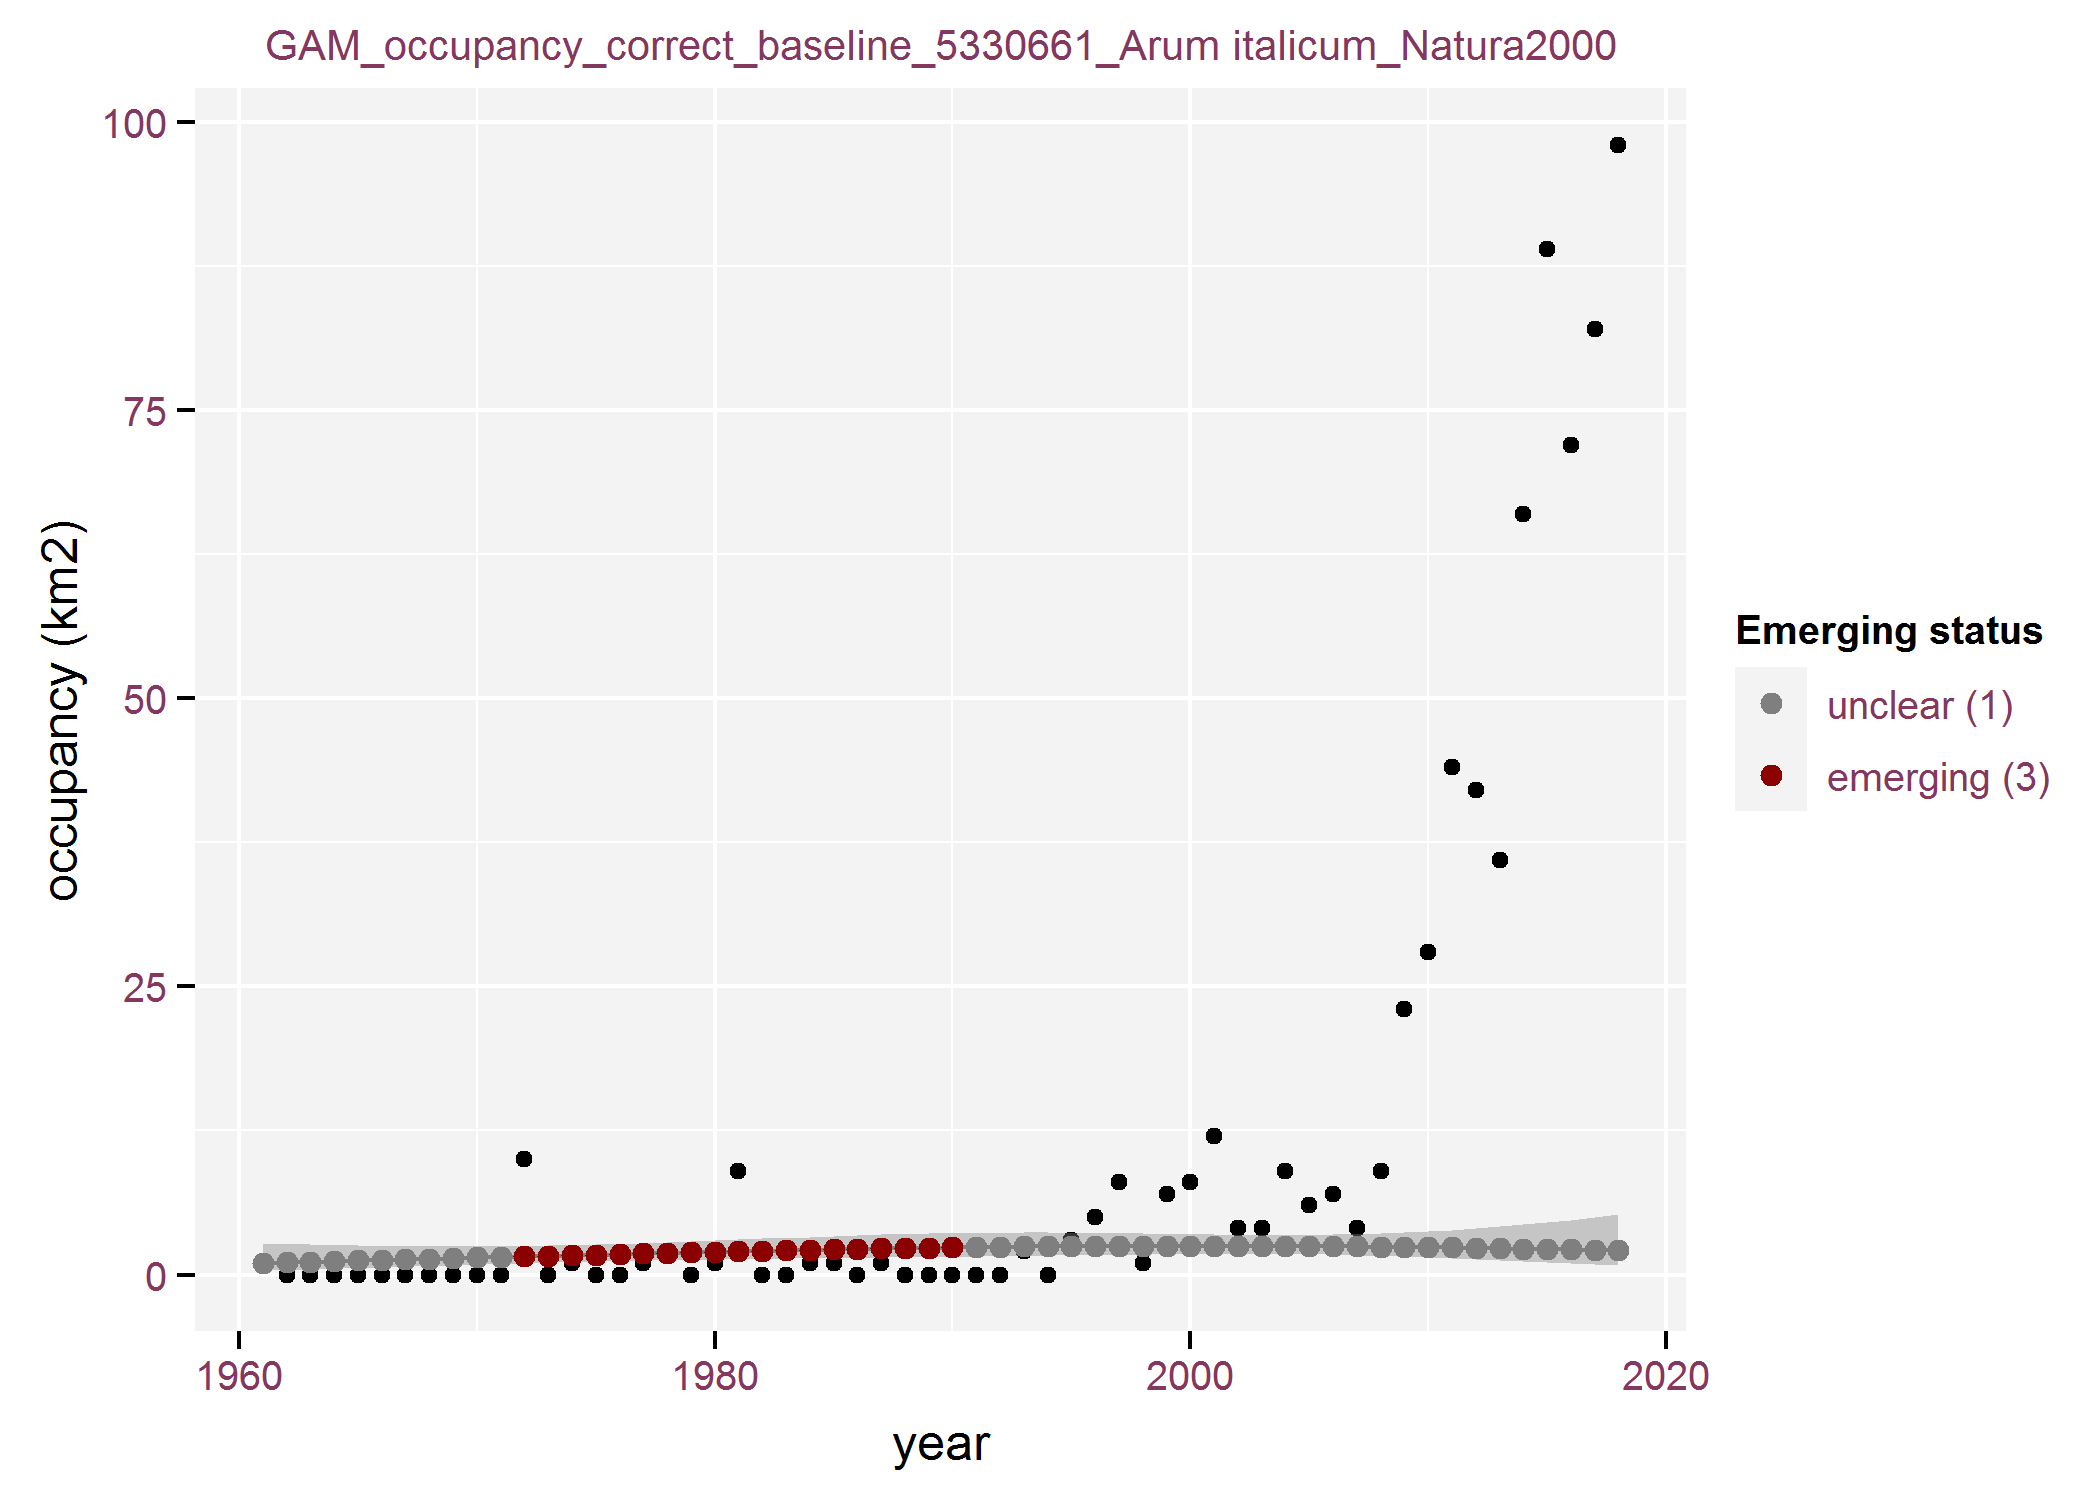 GAM_occupancy_correct_baseline_5330661_Arum italicum_Natura2000
100
75
50
25
0
occupancy (km2)
1960
1980
2000
2020
year
Emerging status
unclear (1)
emerging (3)